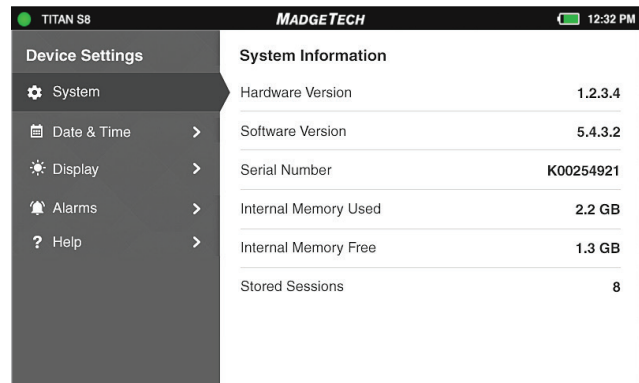 TITAN S8 MADGETECH 12:32 PM
Device Settings
System
Date & Time
Display
Alarms
? Help
System Information
Hardware Version 1.2.3.4
Software Version 5.4.3.2
Serial Number K00254921
Internal Memory Used 2.2 GB
Internal Memory Free 1.3 GB
Stored Sessions 8